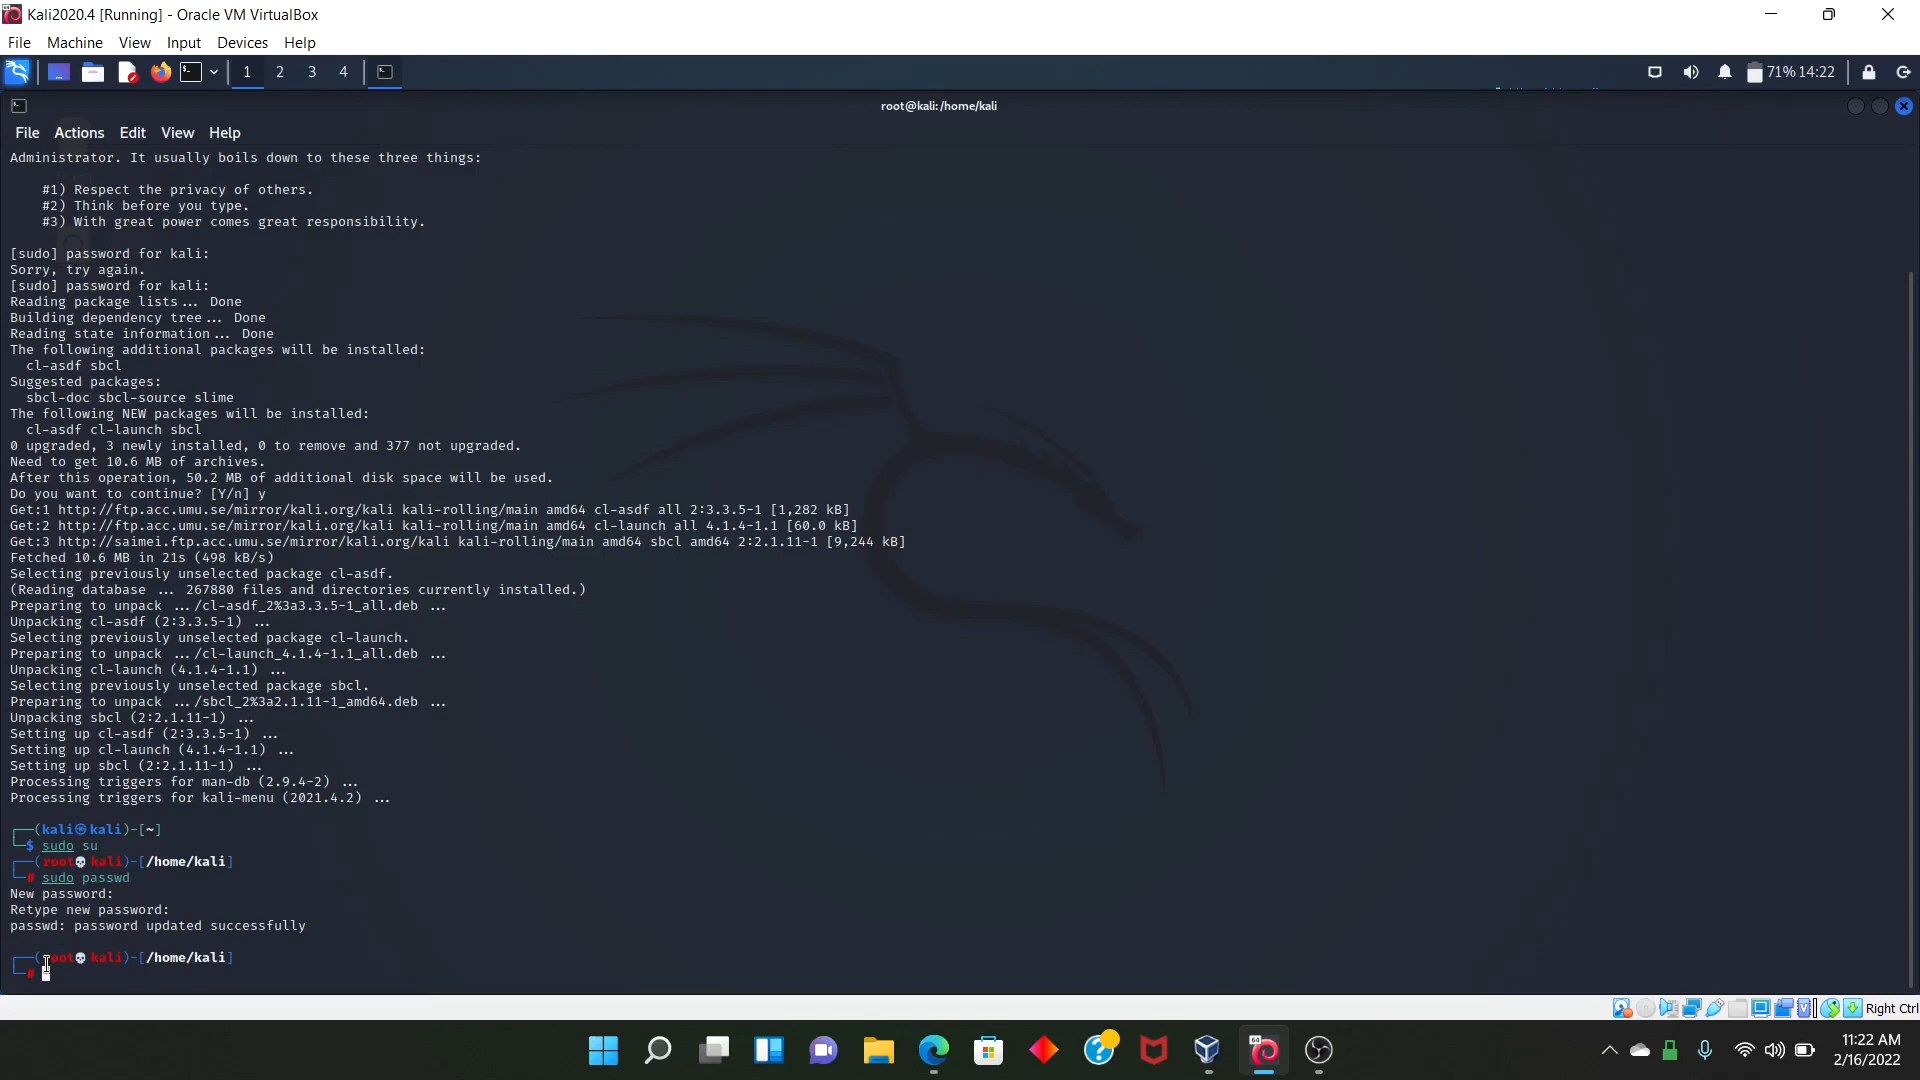 Kali2020.4 [Running] - Oracle VM VirtualBox
File Machine View Input Devices Help
1 2 3 4
71% 14:22
root@kali: /home/kali
File Actions Edit View Help
Administrator. It usually boils down to these three things:
#1) Respect the privacy of others.
#2) Think before you type.
#3) With great power comes great responsibility.
[sudo] password for kali:
Sorry, try again.
[sudo] password for kali:
Reading package lists... Done
Building dependency tree... Done
Reading state information... Done
The following additional packages will be installed:
cl-asdf sbcl
Suggested packages:
sbcl-doc sbcl-source slime
The following NEW packages will be installed:
cl-asdf cl-launch sbcl
0 upgraded, 3 newly installed, 0 to remove and 377 not upgraded.
Need to get 10.6 MB of archives.
After this operation, 50.2 MB of additional disk space will be used.
Do you want to continue? [Y/n] y
Get:1 http://ftp.acc.umu.se/mirror/kali.org/kali kali-rolling/main amd64 cl-asdf all 2:3.3.5-1 [1,282 kB]
Get:2 http://ftp.acc.umu.se/mirror/kali.org/kali kali-rolling/main amd64 cl-launch all 4.1.4-1.1 [60.0 kB]
Get:3 http://saimei.ftp.acc.umu.se/mirror/kali.org/kali kali-rolling/main amd64 sbcl amd64 2:2.1.11-1 [9,244 kB]
Fetched 10.6 MB in 21s (498 kB/s)
Selecting previously unselected package cl-asdf.
(Reading database ... 267880 files and directories currently installed.)
Preparing to unpack .../cl-asdf_2%3a3.3.5-1_all.deb ...
Unpacking cl-asdf (2:3.3.5-1) ...
Selecting previously unselected package cl-launch.
Preparing to unpack .../cl-launch_4.1.4-1.1_all.deb ...
Unpacking cl-launch (4.1.4-1.1) ...
Selecting previously unselected package sbcl.
Preparing to unpack .../sbcl_2%3a2.1.11-1_amd64.deb ...
Unpacking sbcl (2:2.1.11-1) ...
Setting up cl-asdf (2:3.3.5-1) ...
Setting up cl-launch (4.1.4-1.1) ...
Setting up sbcl (2:2.1.11-1) ...
Processing triggers for man-db (2.9.4-2) ...
Processing triggers for kali-menu (2021.4.2) ...
┌──(kali㉿kali)-[~]
└─$ sudo su
┌──(root💀kali)-[/home/kali]
└─# sudo passwd
New password:
Retype new password:
passwd: password updated successfully
┌──(root💀kali)-[/home/kali]
└─#
Right Ctrl
11:22 AM
2/16/2022